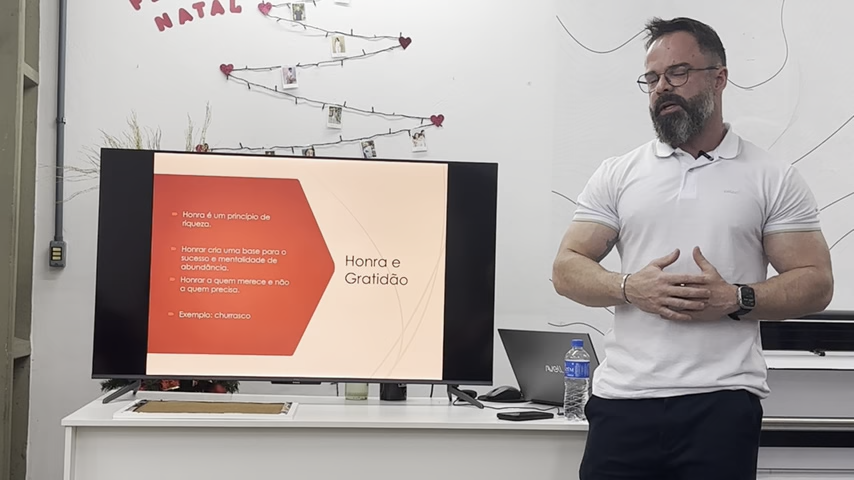 NATAL
Honra é um princípio de
riqueza.
Honrar cria uma base para o
sucesso e mentalidade de
abundância.
Honrar a quem merece e não
a quem precisa.
Exemplo: churrasco
Honra e
Gratidão